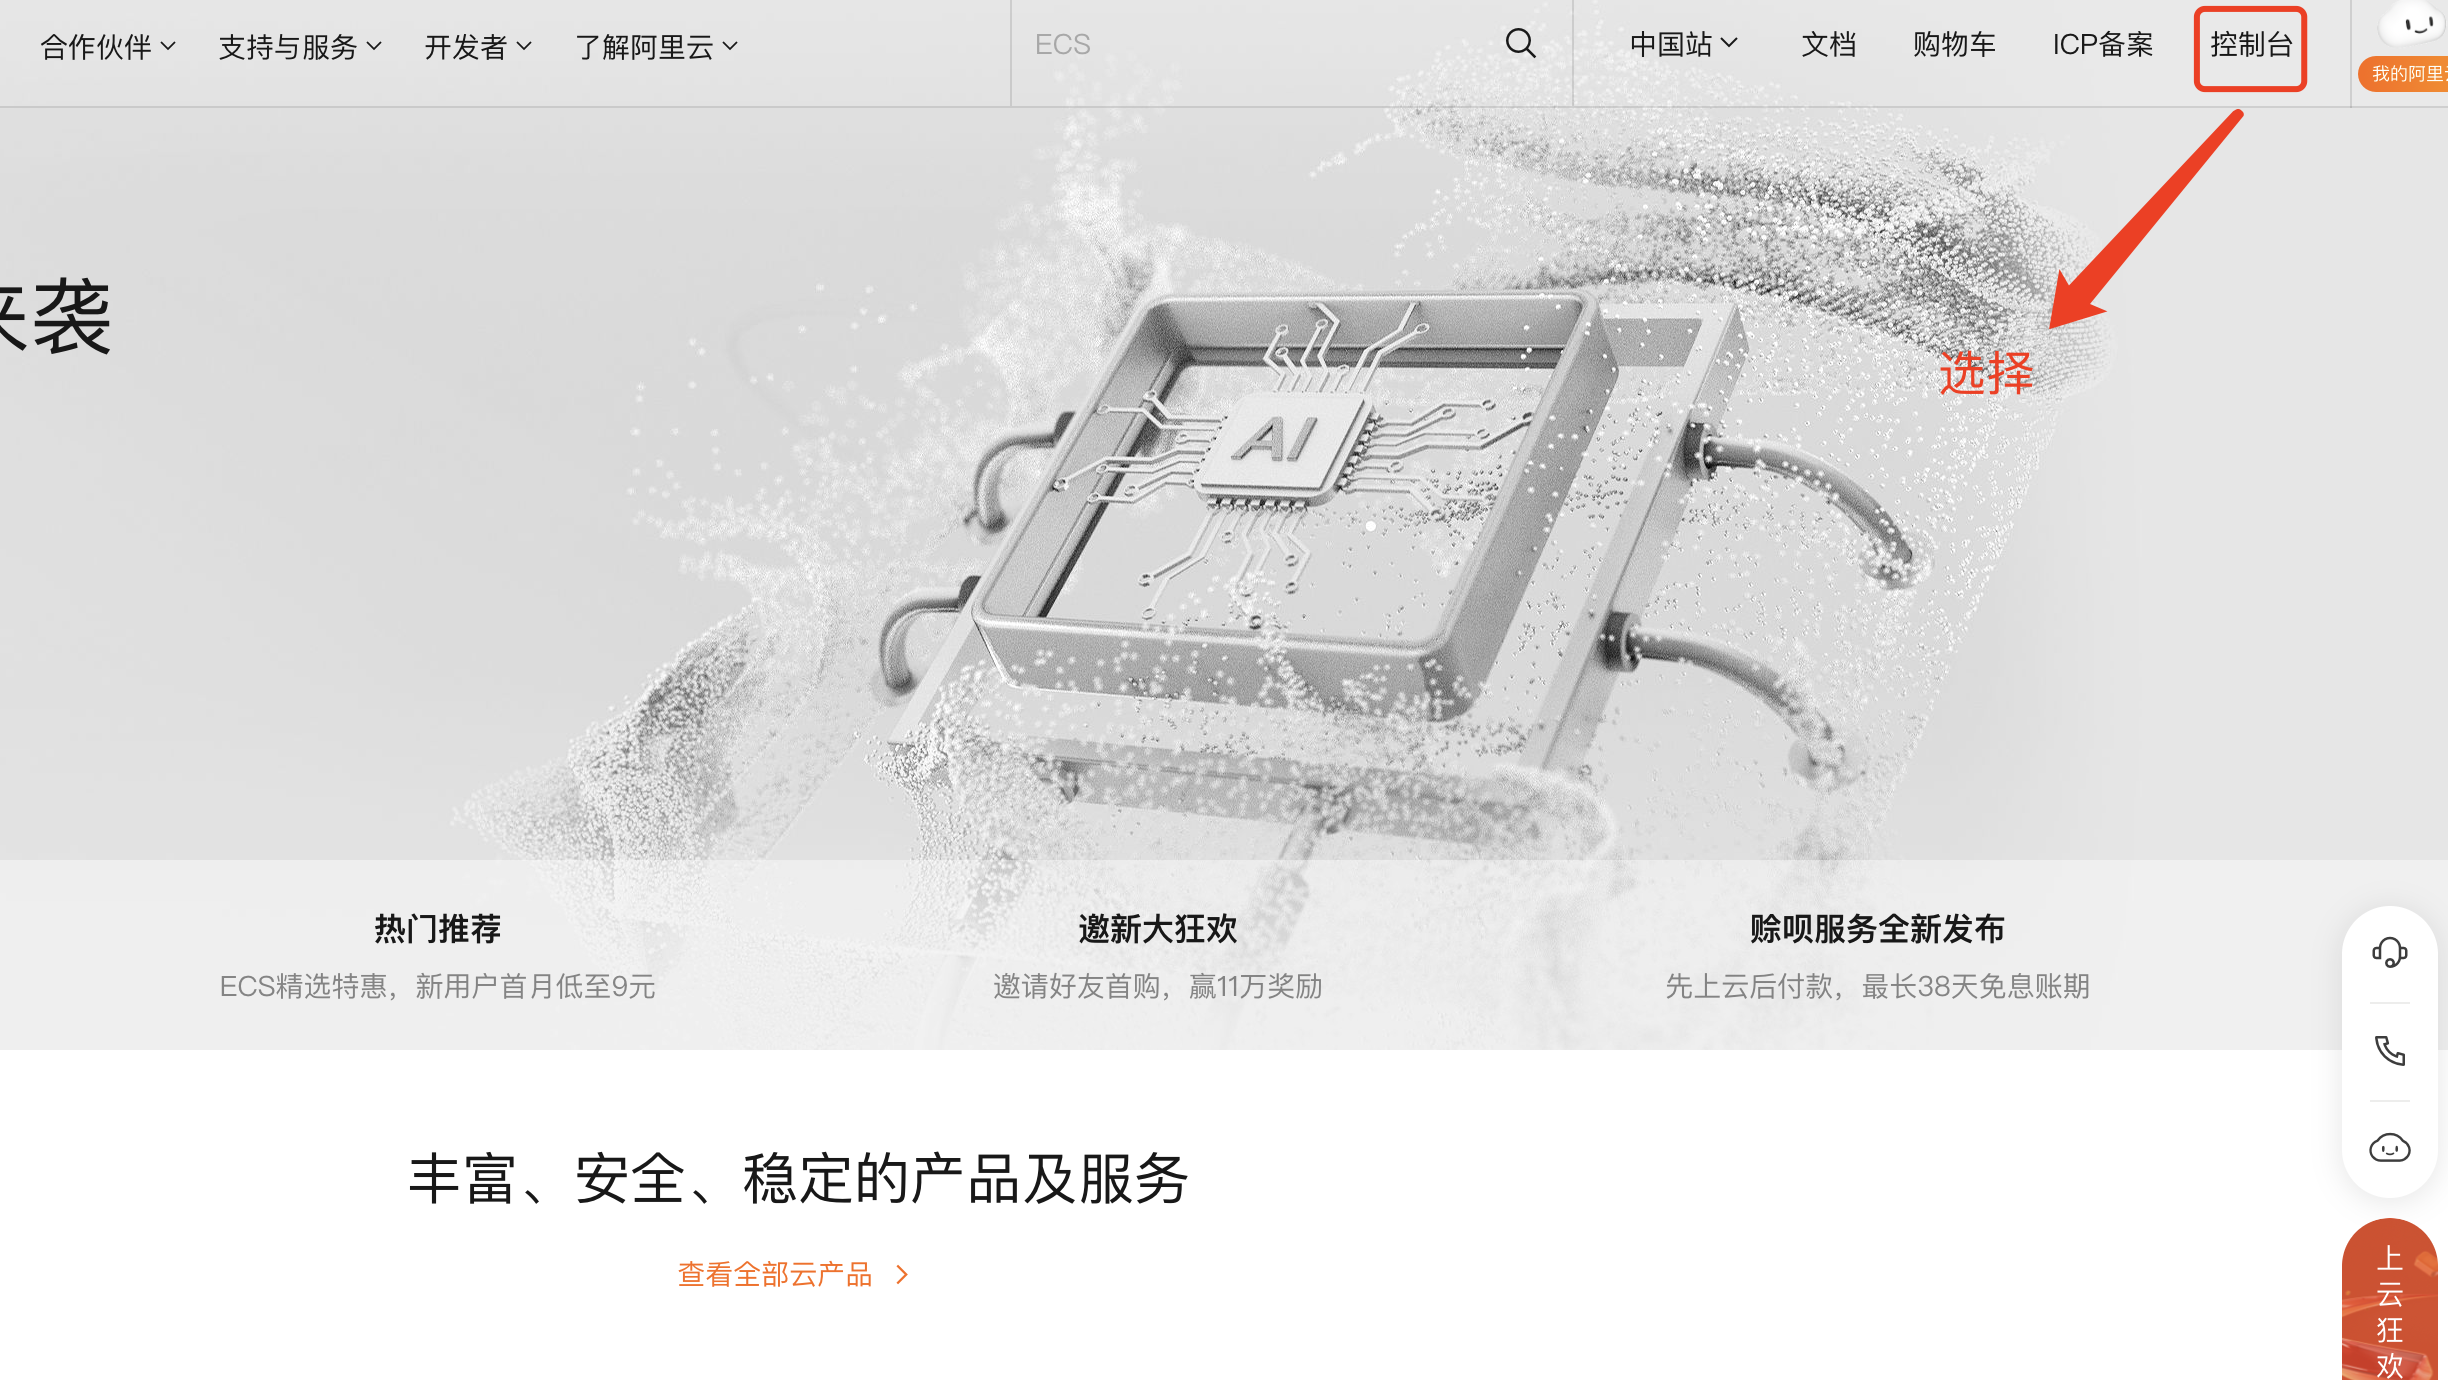 合作伙伴
支持与服务
开发者
了解阿里云
ECS
中国站
文档
购物车
ICP备案
控制台
我的阿里
来袭
选择
AI
热门推荐
ECS精选特惠，新用户首月低至9元
邀新大狂欢
邀请好友首购，赢11万奖励
赊呗服务全新发布
先上云后付款，最长38天免息账期
丰富、安全、稳定的产品及服务
查看全部云产品
上云狂欢